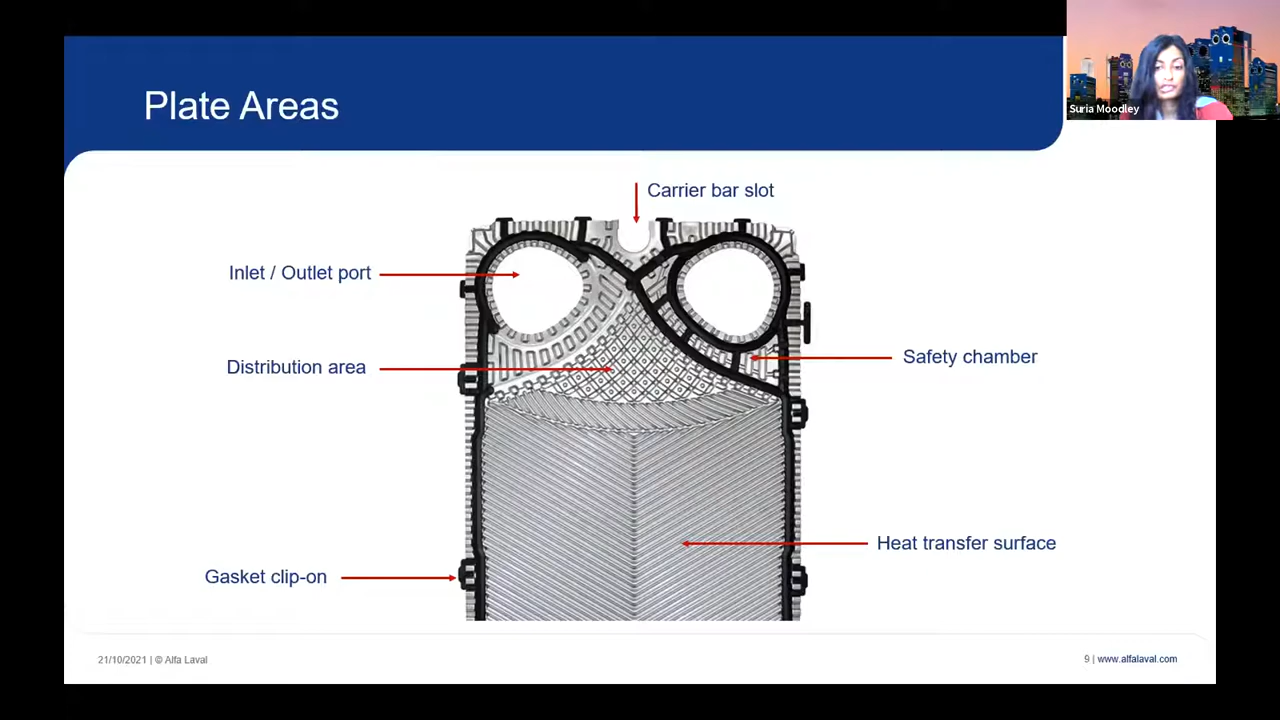 Plate Areas
Suria Moodley
Carrier bar slot
Inlet / Outlet port
Distribution area
Safety chamber
Heat transfer surface
Gasket clip-on
21/10/2021 | © Alfa Laval
9 | www.alfalaval.com